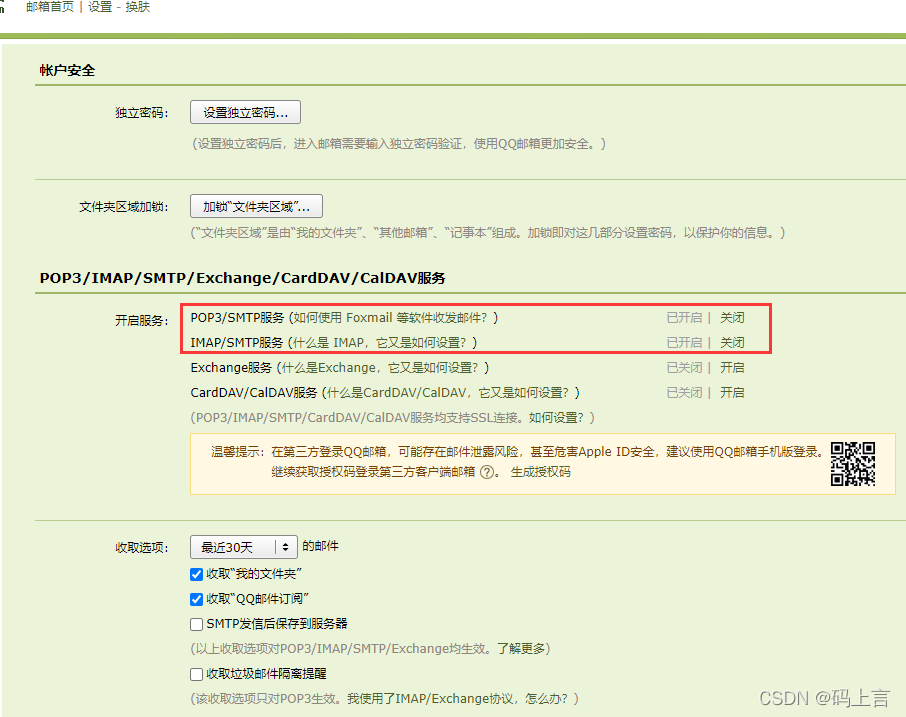 邮箱首页 | 设置 - 换肤
帐户安全
独立密码: 设置独立密码...
(设置独立密码后，进入邮箱需要输入独立密码验证，使用QQ邮箱更加安全。)
文件夹区域加锁: 加锁“文件夹区域”...
(“文件夹区域”是由“我的文件夹”、“其他邮箱”、“记事本”组成。加锁即对这几部分设置密码，以保护你的信息。)
POP3/IMAP/SMTP/Exchange/CardDAV/CalDAV服务
开启服务: POP3/SMTP服务 (如何使用 Foxmail 等软件收发邮件？) 已开启 | 关闭
IMAP/SMTP服务 (什么是 IMAP，它又是如何设置？) 已开启 | 关闭
Exchange服务 (什么是Exchange，它又是如何设置？) 已关闭 | 开启
CardDAV/CalDAV服务 (什么是CardDAV/CalDAV，它又是如何设置？) 已关闭 | 开启
(POP3/IMAP/SMTP/CardDAV/CalDAV服务均支持SSL连接。如何设置？)
温馨提示: 在第三方登录QQ邮箱，可能存在邮件泄露风险，甚至危害Apple ID安全，建议使用QQ邮箱手机版登录。
继续获取授权码登录第三方客户端邮箱 ?。 生成授权码
收取选项: 最近30天 的邮件
收取“我的文件夹”
收取“QQ邮件订阅”
SMTP发信后保存到服务器
(以上收取选项对POP3/IMAP/SMTP/Exchange均生效。了解更多)
收取垃圾邮件隔离提醒
(该收取选项只对POP3生效。我使用了IMAP/Exchange协议，怎么办？)
CSDN @码上言